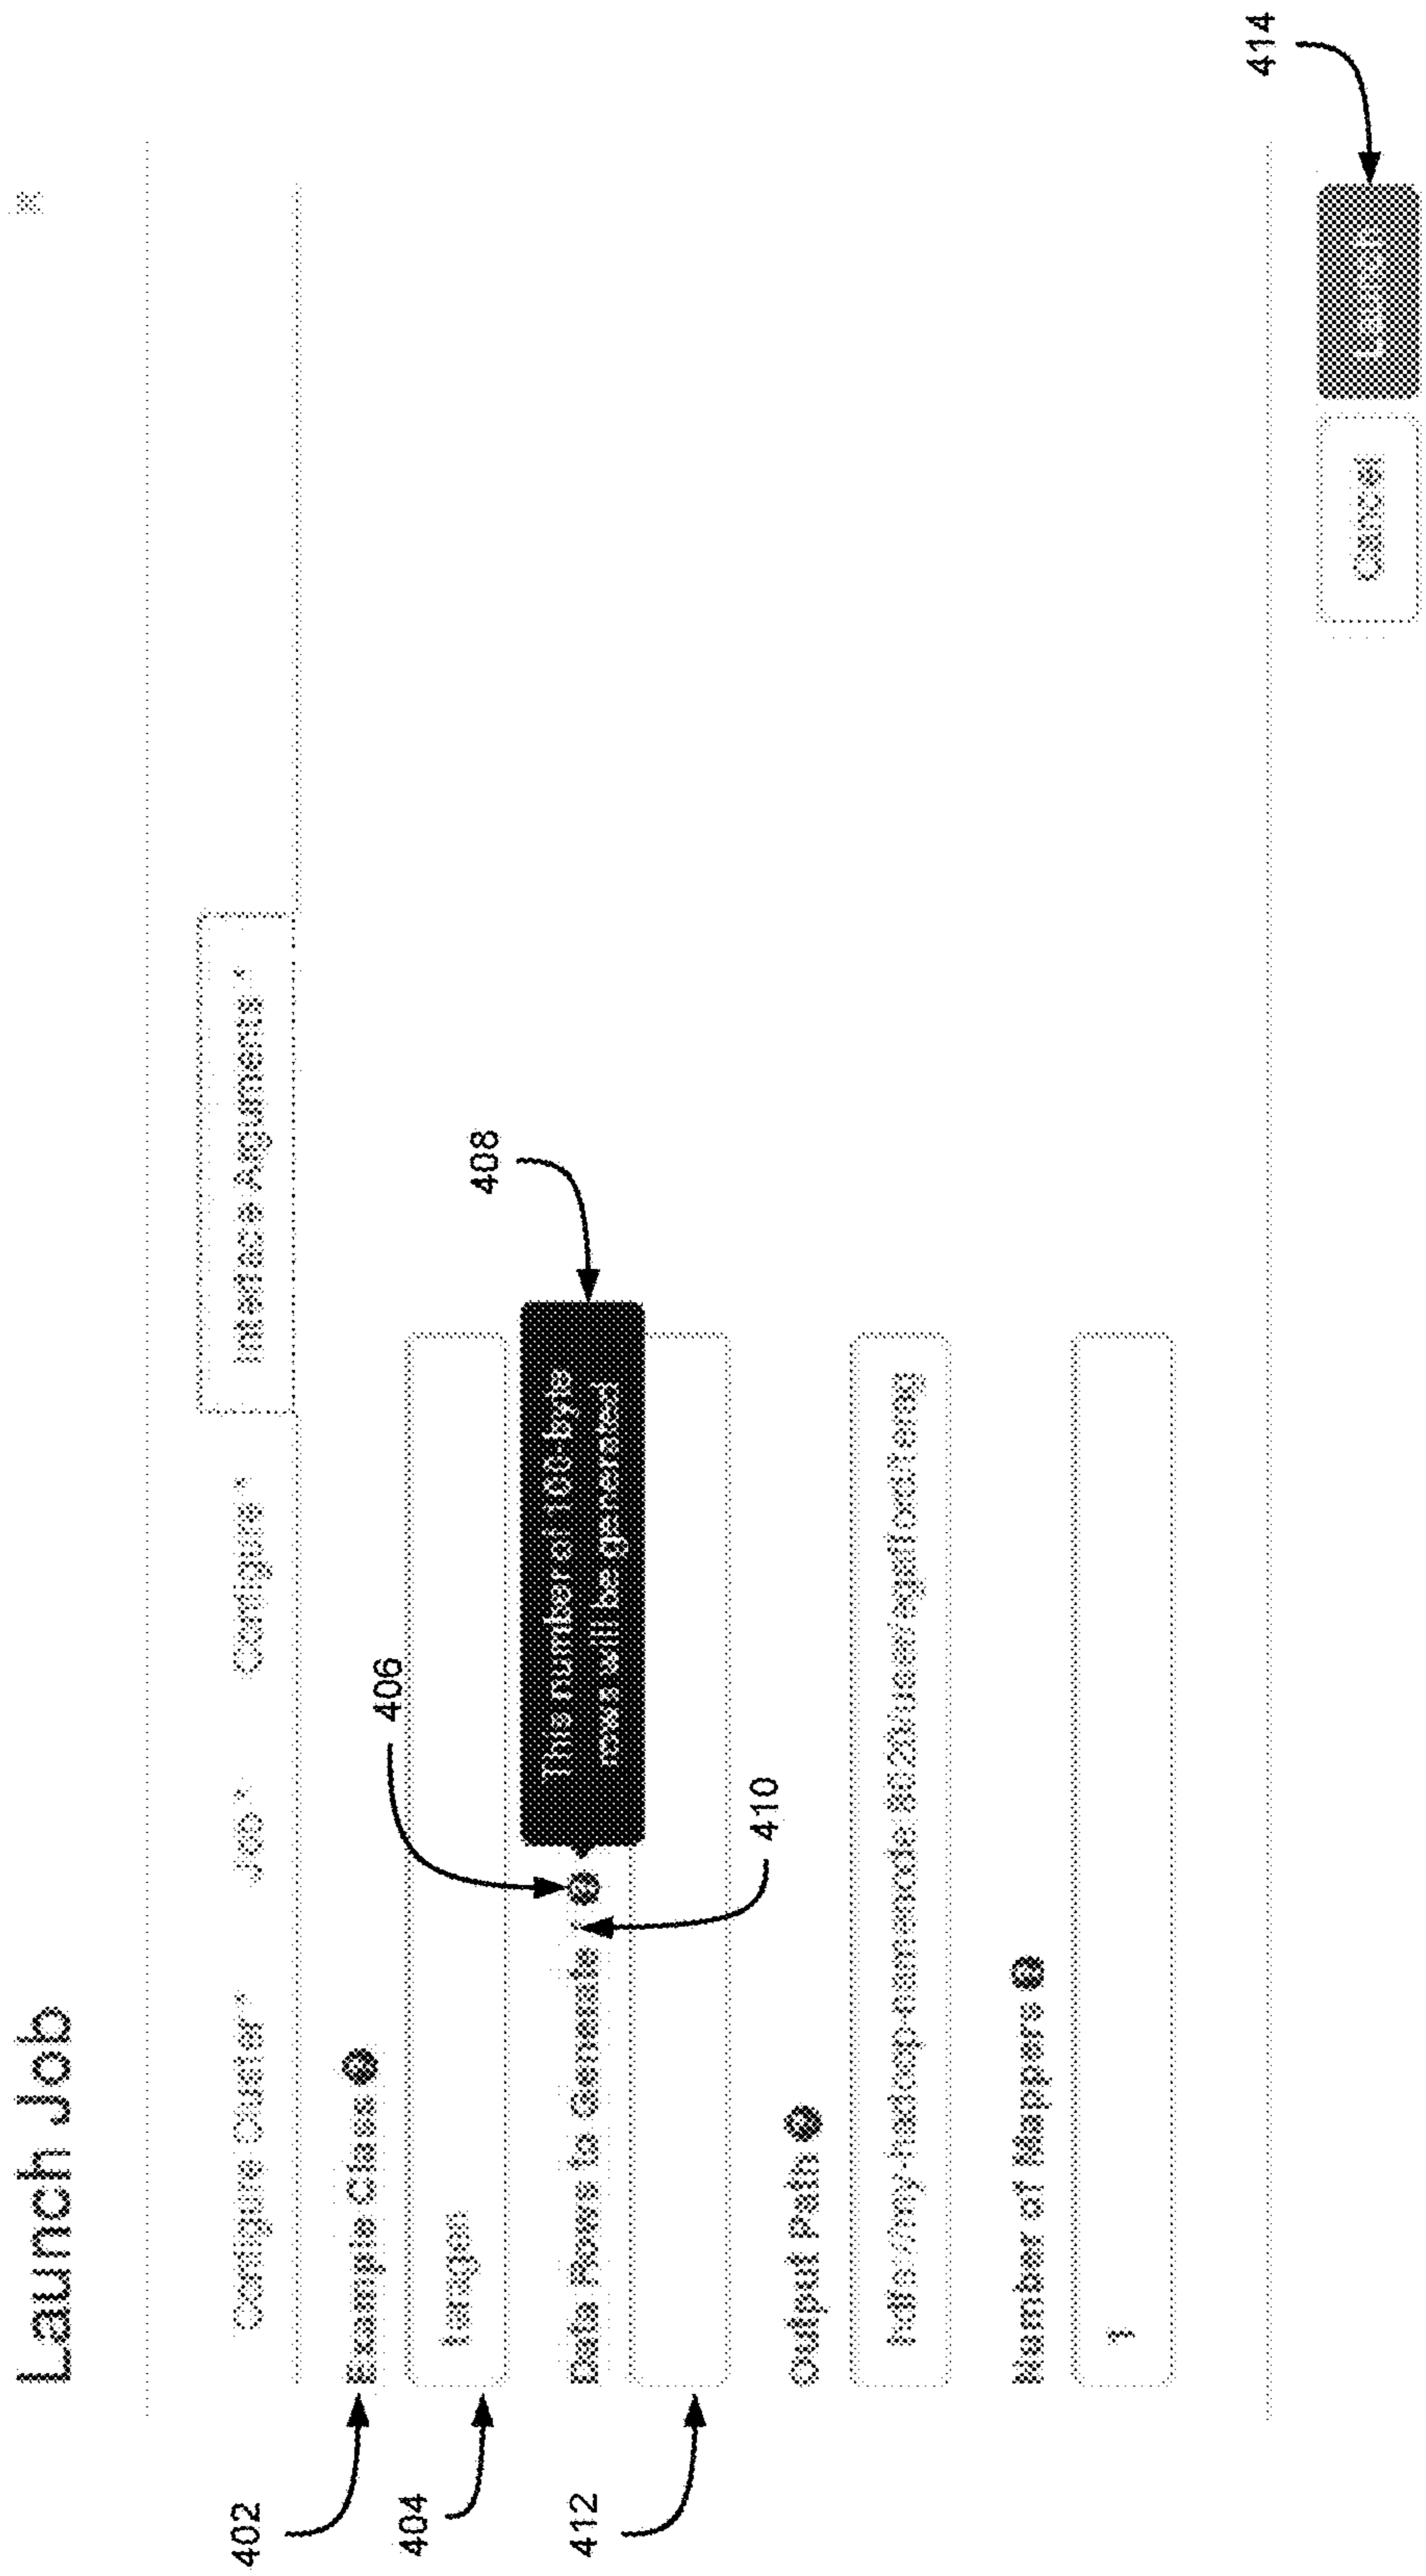 Launch Job
Configure Cluster * Job * Configure * Interface Arguments *
402
Example Class ?
404
teragen
406
408
Data Rows to Generate * ?
This number of 100-byte
rows will be generated
410
412
Output Path ?
hdfs://my-hadoop-namenode:8020/user/
Number of Mappers ?
1
Cancel Launch
414